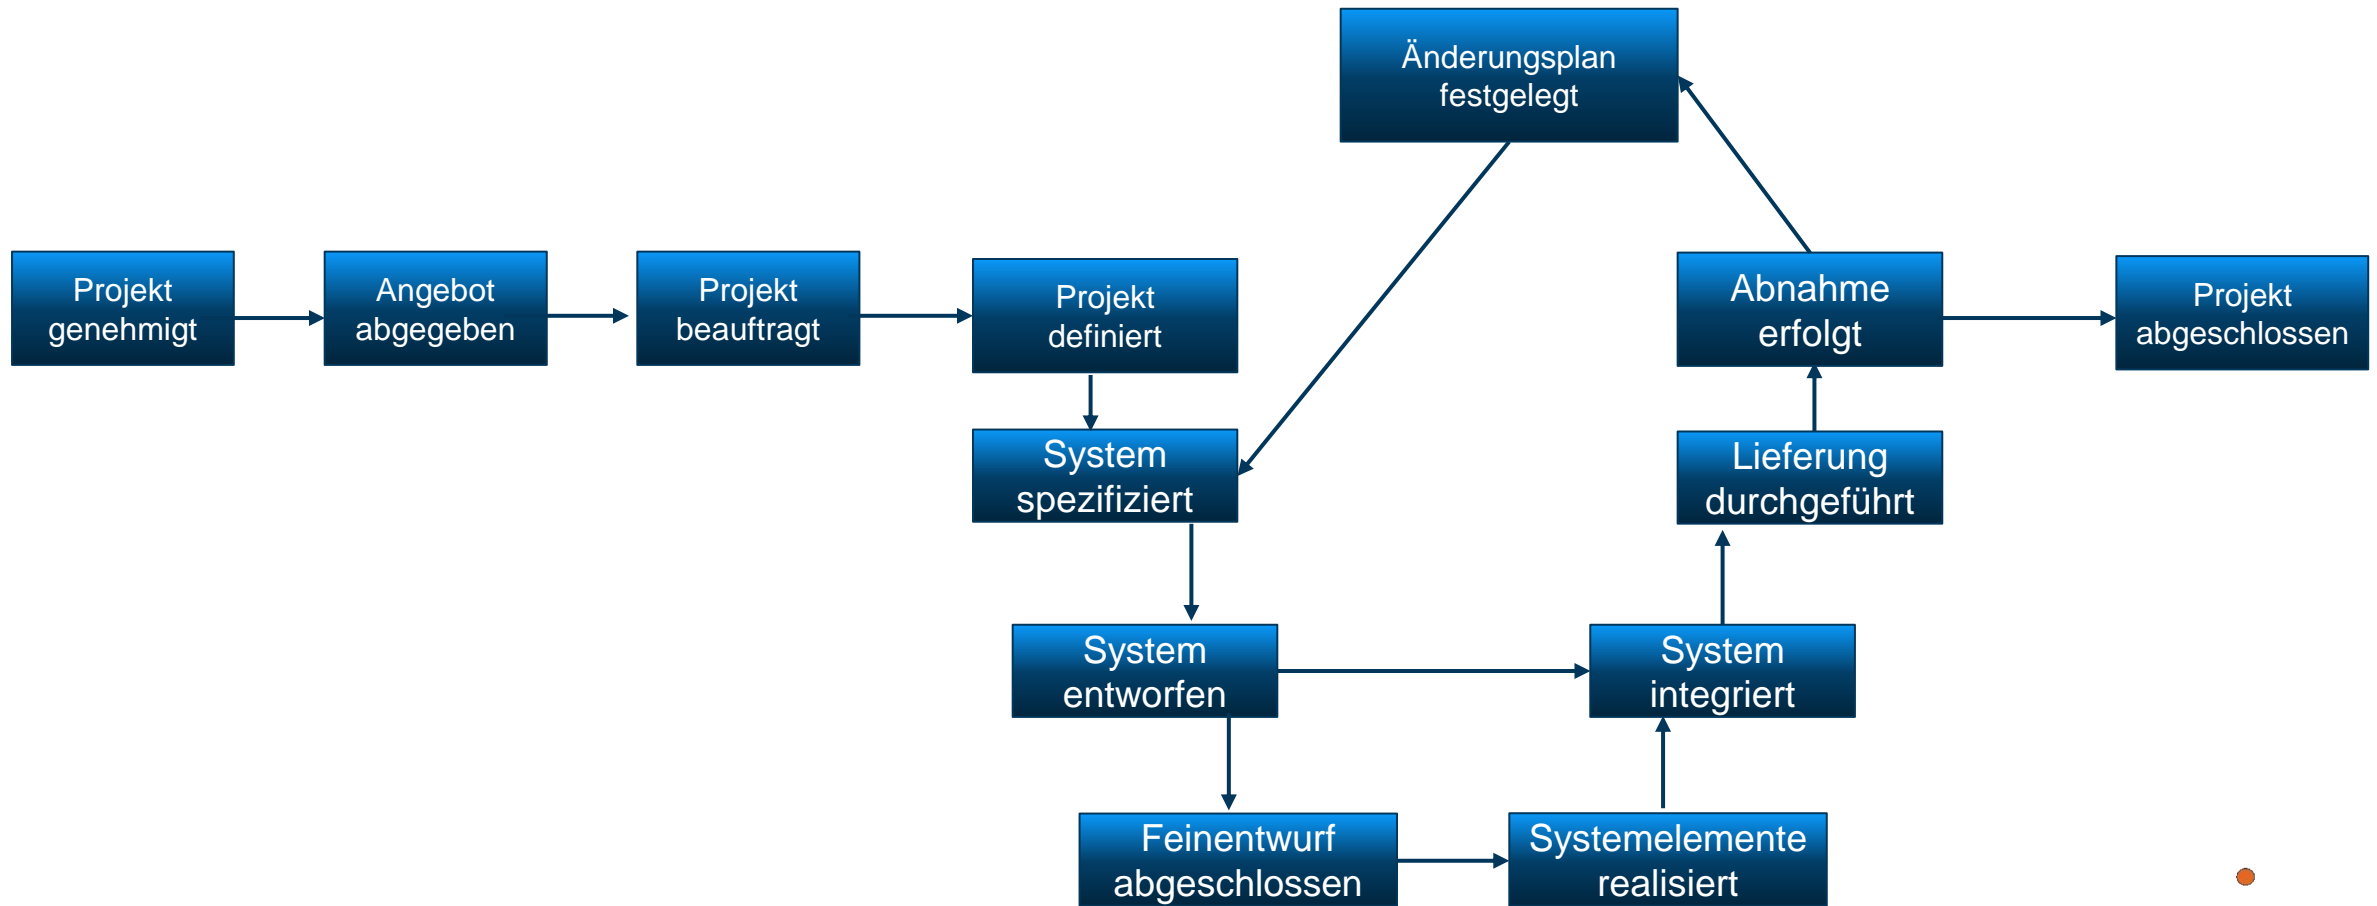 Änderungsplan
festgelegt
Projekt
genehmigt
Angebot
abgegeben
Projekt
beauftragt
Projekt
definiert
Abnahme
erfolgt
Projekt
abgeschlossen
System
spezifiziert
Lieferung
durchgeführt
System
entworfen
System
integriert
Feinentwurf
abgeschlossen
Systemelemente
realisiert